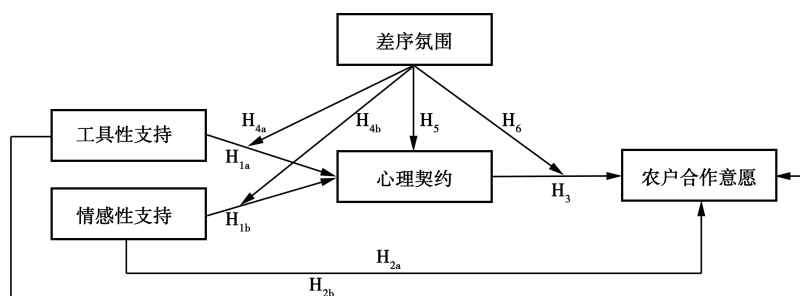 差序氛围
H4a
H4b
H5
H6
工具性支持
H1a
心理契约
农户合作意愿
H3
情感性支持
H1b
H2a
H2b